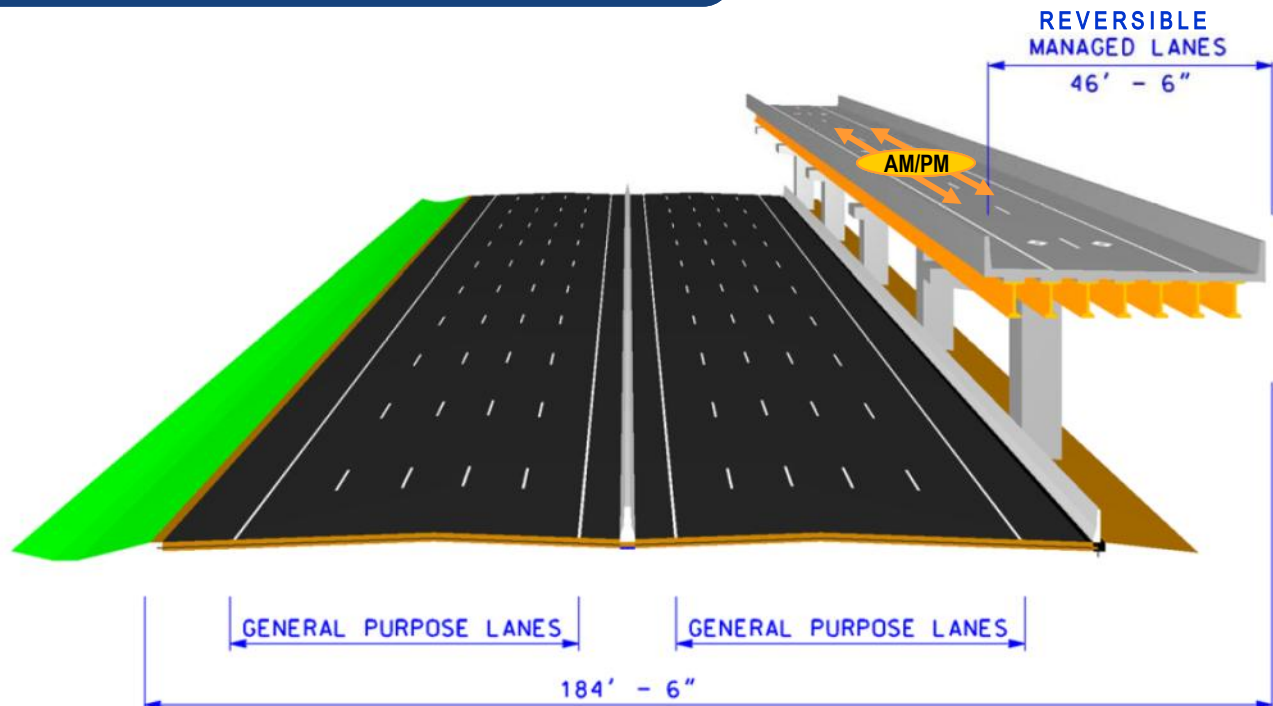 REVERSIBLE
MANAGED LANES
46' - 6"
AM/PM
GENERAL PURPOSE LANES
GENERAL PURPOSE LANES
184' - 6"